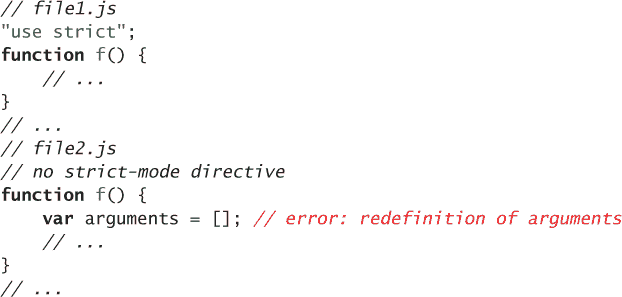 // file1.js
"use strict";
function f() {
    // ...
}
// ...
// file2.js
// no strict-mode directive
function f() {
    var arguments = []; // error: redefinition of arguments
    // ...
}
// ...